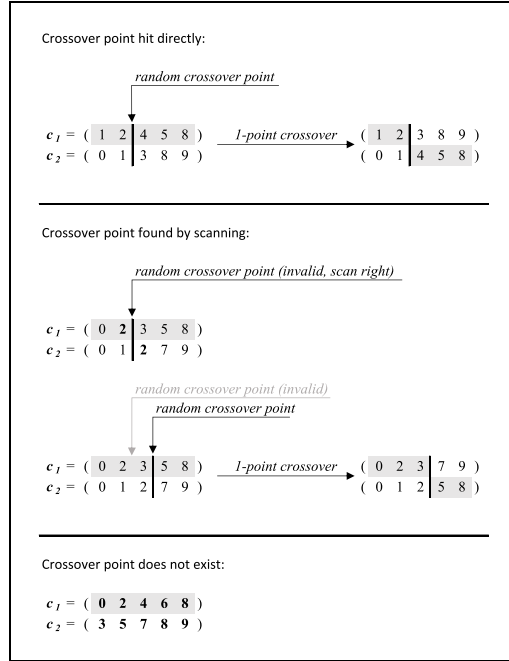 Crossover point hit directly:
random crossover point
c1 = ( 1 2 4 5 8 ) 1-point crossover ( 1 2 3 8 9 )
c2 = ( 0 1 3 8 9 ) ( 0 1 4 5 8 )
Crossover point found by scanning:
random crossover point (invalid, scan right)
c1 = ( 0 2 3 5 8 )
c2 = ( 0 1 2 7 9 )
random crossover point (invalid)
random crossover point
c1 = ( 0 2 3 5 8 ) 1-point crossover ( 0 2 3 7 9 )
c2 = ( 0 1 2 7 9 ) ( 0 1 2 5 8 )
Crossover point does not exist:
c1 = ( 0 2 4 6 8 )
c2 = ( 3 5 7 8 9 )